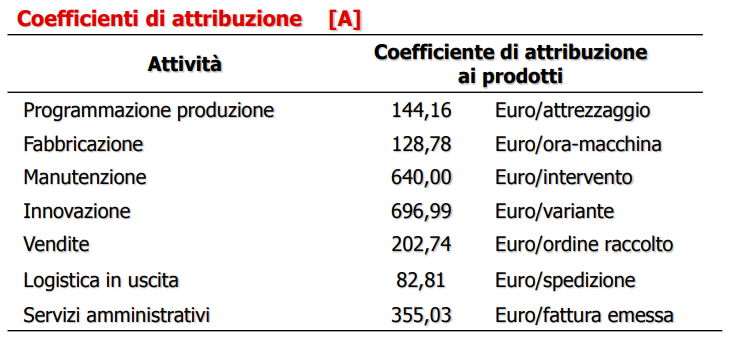 Coefficienti di attribuzione [A]
Attività Coefficiente di attribuzione ai prodotti
Programmazione produzione 144,16 Euro/attrezzaggio
Fabbricazione 128,78 Euro/ora-macchina
Manutenzione 640,00 Euro/intervento
Innovazione 696,99 Euro/variante
Vendite 202,74 Euro/ordine raccolto
Logistica in uscita 82,81 Euro/spedizione
Servizi amministrativi 355,03 Euro/fattura emessa